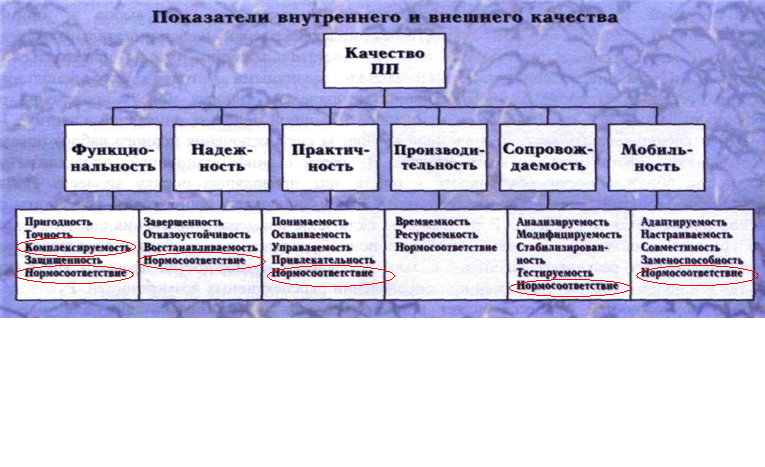 Показатели внутреннего и внешнего качества
Качество
ПП
Функцио-
нальность
Надеж-
ность
Практич-
ность
Производи-
тельность
Сопровож-
даемость
Мобиль-
ность
Пригодность
Точность
Комплексируемость
Защищенность
Нормосоответствие
Завершенность
Отказоустойчивость
Восстанавливаемость
Нормосоответствие
Понимаемость
Осваиваемость
Управляемость
Привлекательность
Нормосоответствие
Времяемкость
Ресурсоемкость
Нормосоответствие
Анализируемость
Модифицируемость
Стабилизирован-
ность
Тестируемость
Нормосоответствие
Адаптируемость
Настраиваемость
Совместимость
Заменоспособность
Нормосоответствие